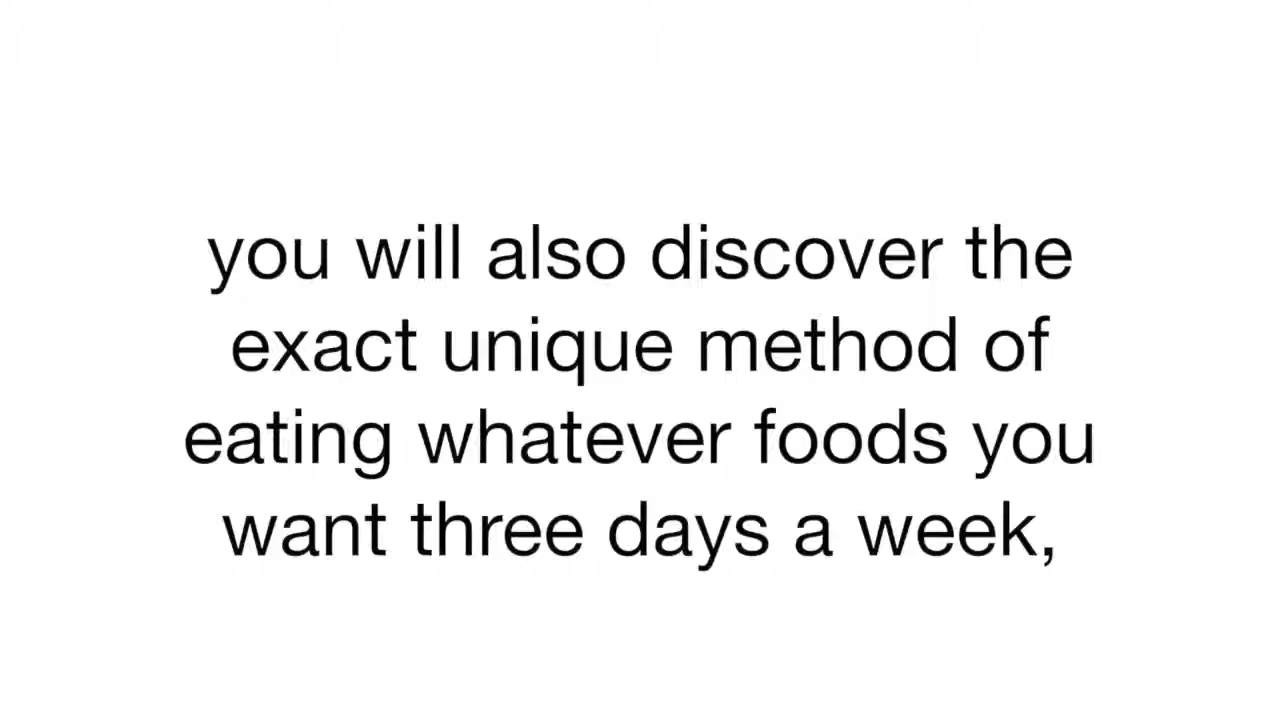 you will also discover the
exact unique method of
eating whatever foods you
want three days a week,